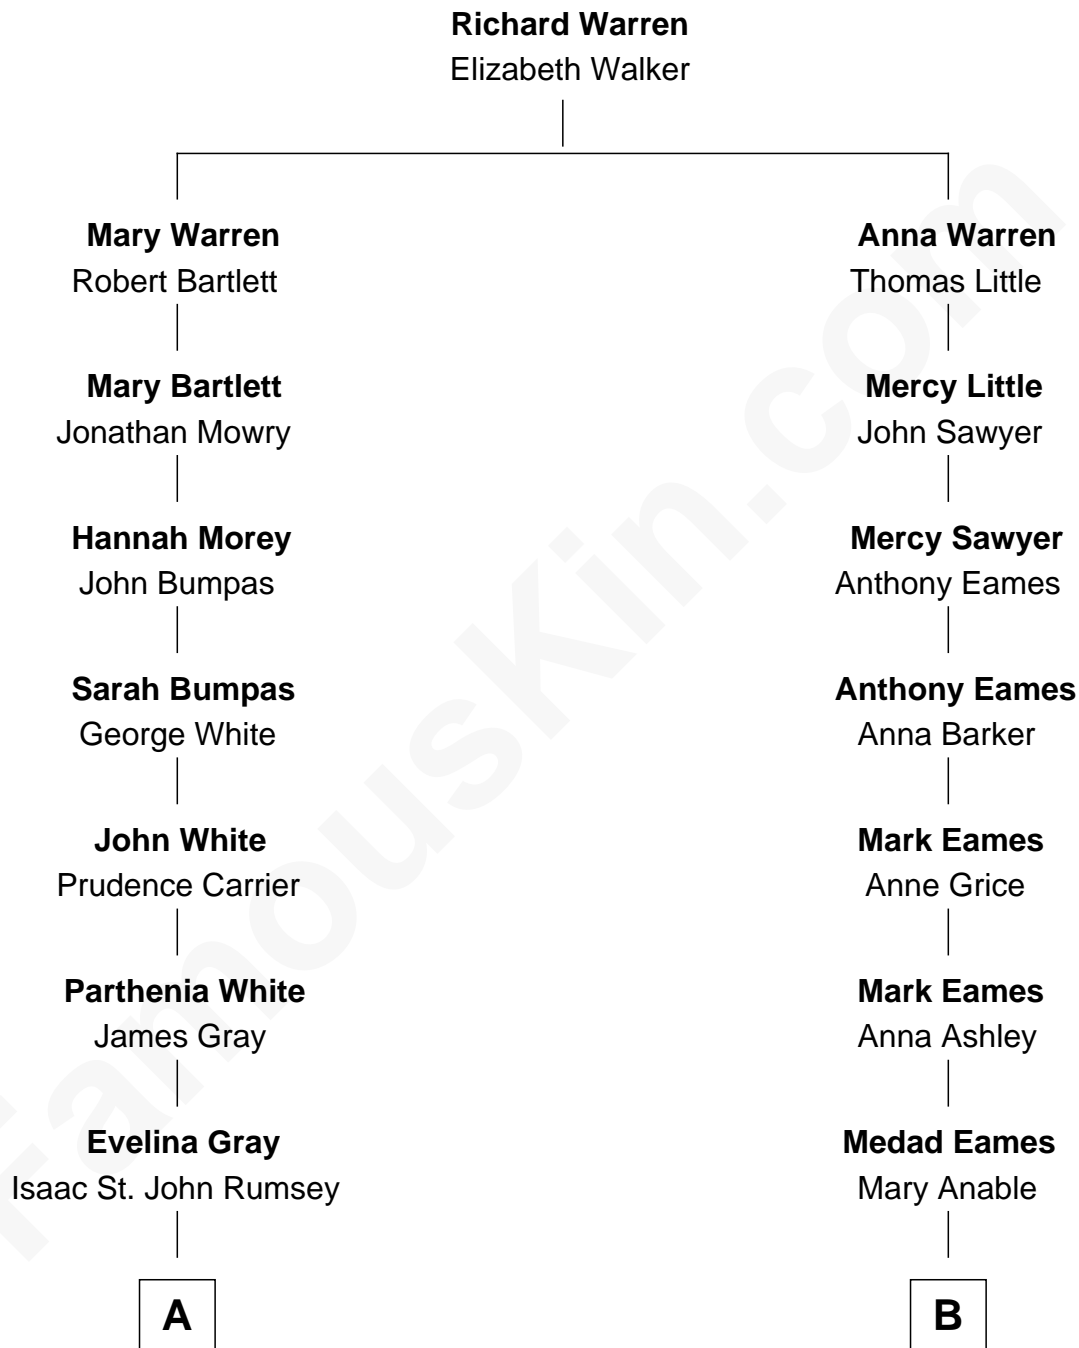 Richard Warren
Elizabeth Walker
Mary Warren
Robert Bartlett
Anna Warren
Thomas Little
Mary Bartlett
Jonathan Mowry
Mercy Little
John Sawyer
Hannah Morey
John Bumpas
Mercy Sawyer
Anthony Eames
Sarah Bumpas
George White
Anthony Eames
Anna Barker
John White
Prudence Carrier
Mark Eames
Anne Grice
Parthenia White
James Gray
Mark Eames
Anna Ashley
Evelina Gray
Isaac St. John Rumsey
Medad Eames
Mary Anable
A
B
FamousKin.com